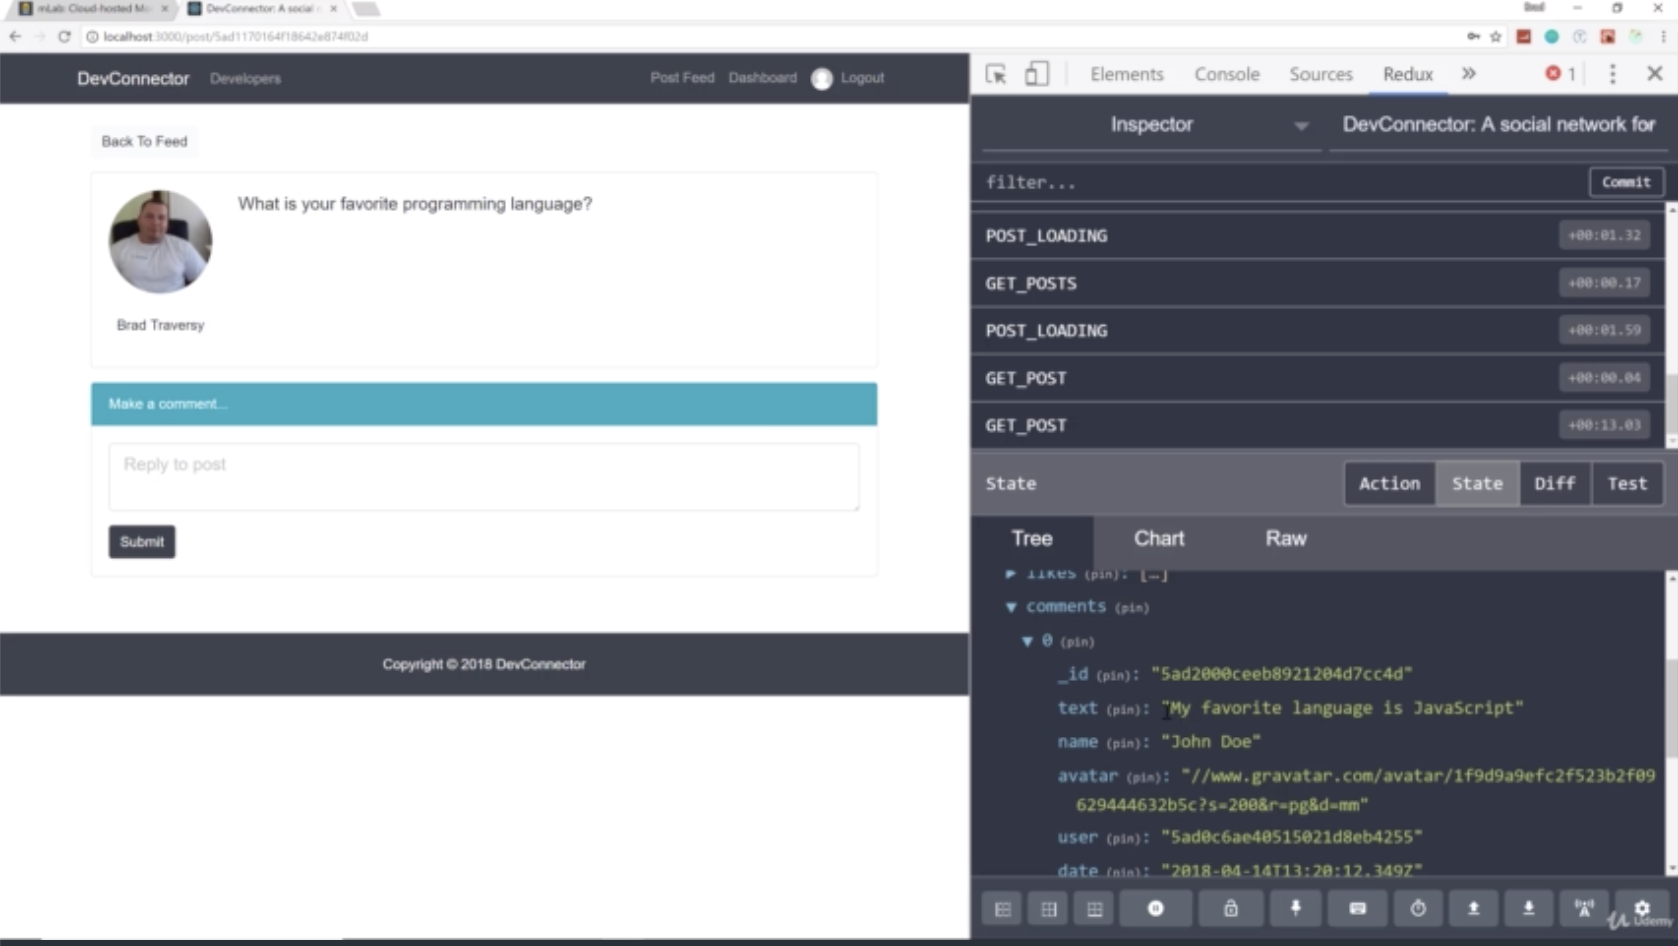 mLab: Cloud-hosted Mo
DevConnector: A social n
localhost:3000/post/5ad1170164f18642e874f02d
DevConnector
Developers
Post Feed
Dashboard
Logout
Back To Feed
What is your favorite programming language?
Brad Traversy
Make a comment...
Reply to post
Submit
Copyright © 2018 DevConnector
Elements
Console
Sources
Redux
1
Inspector
DevConnector: A social network for
filter...
Commit
POST_LOADING
+00:01.32
GET_POSTS
+00:00.17
POST_LOADING
+00:01.59
GET_POST
+00:00.04
GET_POST
+00:13.03
State
Action
State
Diff
Test
Tree
Chart
Raw
likes (pin): […]
comments (pin)
0 (pin)
_id (pin): "5ad2000ceeb8921204d7cc4d"
text (pin): "My favorite language is JavaScript"
name (pin): "John Doe"
avatar (pin): "//www.gravatar.com/avatar/1f9d9a9efc2f523b2f09
629444632b5c?s=200&r=pg&d=mm"
user (pin): "5ad0c6ae40515021d8eb4255"
date (pin): "2018-04-14T13:20:12.349Z"
Udemy